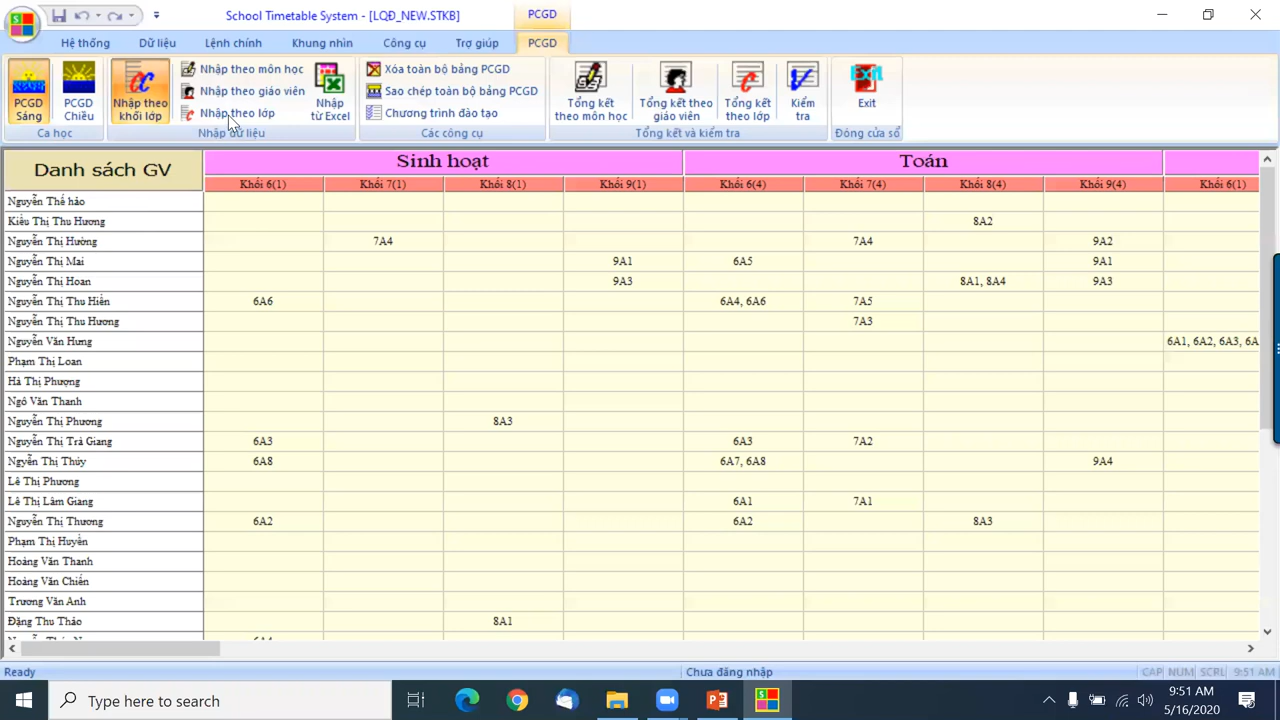 School Timetable System - [LQĐ_NEW.STKB]
PCGD
Hệ thống Dữ liệu Lệnh chính Khung nhìn Công cụ Trợ giúp PCGD
PCGD Sáng
PCGD Chiều
Ca học
Nhập theo khối lớp
Nhập theo môn học
Nhập theo giáo viên
Nhập theo lớp
Nhập từ Excel
Nhập dữ liệu
Xóa toàn bộ bảng PCGD
Sao chép toàn bộ bảng PCGD
Chương trình đào tạo
Các công cụ
Tổng kết theo môn học
Tổng kết theo giáo viên
Tổng kết theo lớp
Kiểm tra
Tổng kết và kiểm tra
Exit
Đóng cửa sổ
Danh sách GV Sinh hoạt Toán
Khối 6(1) Khối 7(1) Khối 8(1) Khối 9(1) Khối 6(4) Khối 7(4) Khối 8(4) Khối 9(4) Khối 6(1)
Nguyễn Thế hảo
Kiều Thị Thu Hương 8A2
Nguyễn Thị Hường 7A4 7A4 9A2
Nguyễn Thị Mai 9A1 6A5 9A1
Nguyễn Thị Hoan 9A3 8A1, 8A4 9A3
Nguyễn Thị Thu Hiền 6A6 6A4, 6A6 7A5
Nguyễn Thị Thu Hương 7A3
Nguyễn Văn Hưng 6A1, 6A2, 6A3, 6A
Phạm Thị Loan
Hà Thị Phượng
Ngô Văn Thanh
Nguyễn Thị Phương 8A3
Nguyễn Thị Trà Giang 6A3 6A3 7A2
Ngyễn Thị Thủy 6A8 6A7, 6A8 9A4
Lê Thị Phương
Lê Thị Lâm Giang 6A1 7A1
Nguyễn Thị Thương 6A2 6A2 8A3
Phạm Thị Huyền
Hoàng Văn Thanh
Hoàng Văn Chiến
Trương Văn Anh
Đặng Thu Thảo 8A1
Ready Chưa đăng nhập CAP NUM SCRL 9:51 AM
Type here to search
9:51 AM
5/16/2020